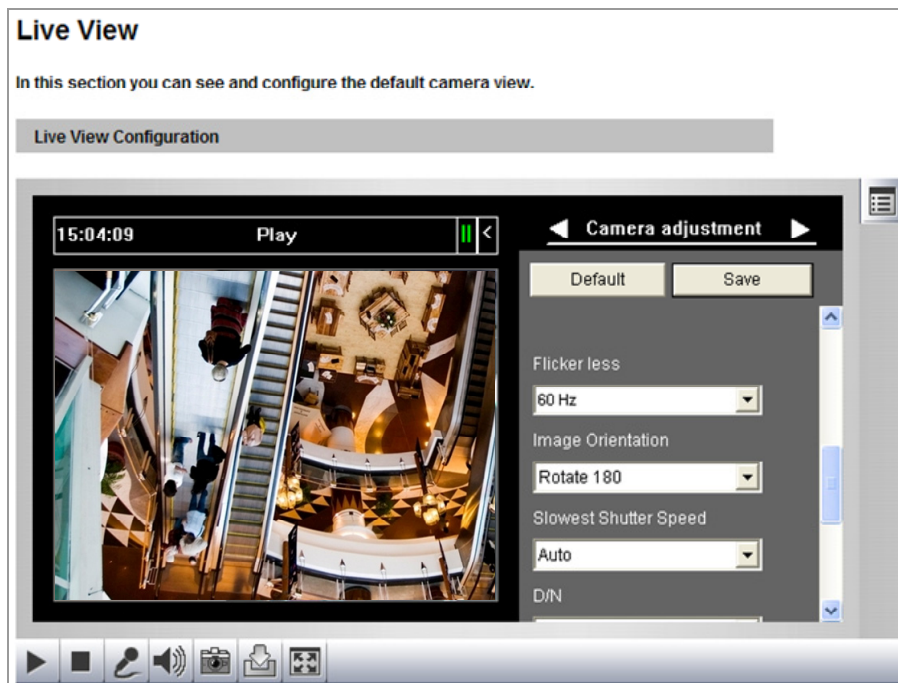 Live View
In this section you can see and configure the default camera view.
Live View Configuration
15:04:09 Play <
Camera adjustment
Default Save
Flicker less
60 Hz
Image Orientation
Rotate 180
Slowest Shutter Speed
Auto
D/N